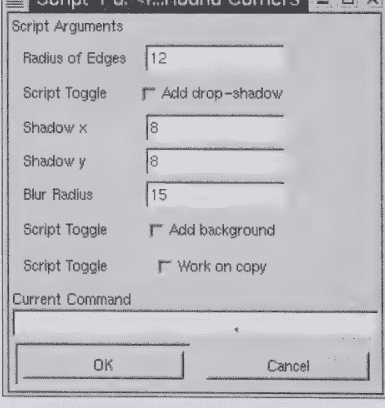 Script Arguments
Radius of Edges 12
Script Toggle Add drop-shadow
Shadow x 8
Shadow y 8
Blur Radius 15
Script Toggle Add background
Script Toggle Work on copy
Current Command
OK Cancel